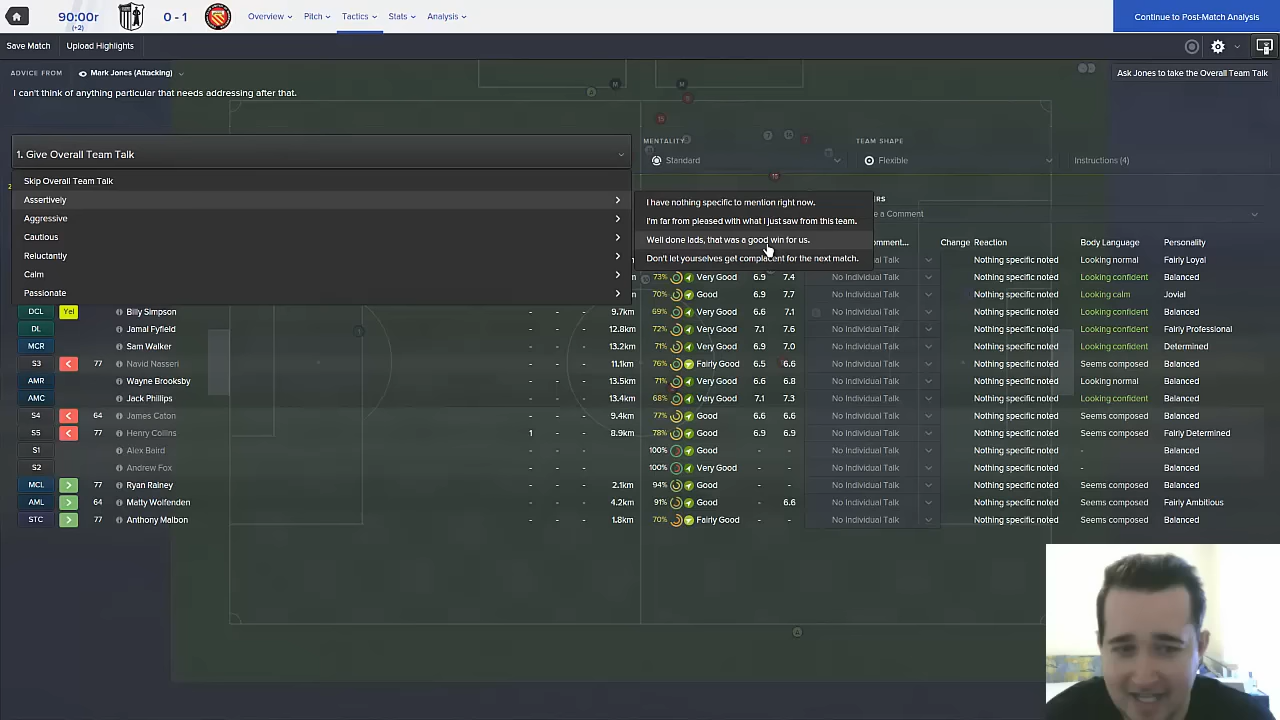 90:00r
(+2)
0 - 1
Overview
Pitch
Tactics
Stats
Analysis
Continue to Post-Match Analysis
Save Match
Upload Highlights
ADVICE FROM
Mark Jones (Attacking)
Ask Jones to take the Overall Team Talk
I can't think of anything particular that needs addressing after that.
1. Give Overall Team Talk
MENTALITY
Standard
TEAM SHAPE
Flexible
Instructions (4)
Skip Overall Team Talk
Assertively
Aggressive
Cautious
Reluctantly
Calm
Passionate
I have nothing specific to mention right now.
I'm far from pleased with what I just saw from this team.
Well done lads, that was a good win for us.
Don't let yourselves get complacent for the next match.
e a Comment
Change Reaction Body Language Personality
Nothing specific noted Looking normal Fairly Loyal
73% Very Good 6.9 7.4 No Individual Talk Nothing specific noted Looking confident Balanced
70% Good 6.9 7.7 No Individual Talk Nothing specific noted Looking calm Jovial
DCL Yel Billy Simpson - - - 9.7km 69% Very Good 6.6 7.1 No Individual Talk Nothing specific noted Looking confident Balanced
DL Jamal Fyfield - - - 12.8km 72% Very Good 7.1 7.6 No Individual Talk Nothing specific noted Looking confident Fairly Professional
MCR Sam Walker - - - 13.2km 71% Very Good 6.9 7.0 No Individual Talk Nothing specific noted Looking confident Determined
S3 77 Navid Nasseri - - - 11.1km 76% Fairly Good 6.5 6.6 No Individual Talk Nothing specific noted Seems composed Balanced
AMR Wayne Brooksby - - - 13.5km 71% Very Good 6.6 6.8 No Individual Talk Nothing specific noted Looking normal Balanced
AMC Jack Phillips - - - 13.4km 68% Very Good 7.1 7.3 No Individual Talk Nothing specific noted Looking confident Balanced
S4 64 James Caton - - - 9.4km 77% Good 6.6 6.6 No Individual Talk Nothing specific noted Seems composed Balanced
S5 77 Henry Collins 1 - - 8.9km 78% Good 6.9 6.9 No Individual Talk Nothing specific noted Seems composed Fairly Determined
S1 Alex Baird - - - 100% Good - - No Individual Talk Nothing specific noted - Balanced
S2 Andrew Fox - - - 100% Very Good - - No Individual Talk Nothing specific noted - Balanced
MCL 77 Ryan Rainey - - - 2.1km 94% Good - - No Individual Talk Nothing specific noted Seems composed Balanced
AML 64 Matty Wolfenden - - - 4.2km 91% Good - 6.6 No Individual Talk Nothing specific noted Seems composed Fairly Ambitious
STC 77 Anthony Malbon - - - 1.8km 70% Fairly Good - - No Individual Talk Nothing specific noted Seems composed Balanced